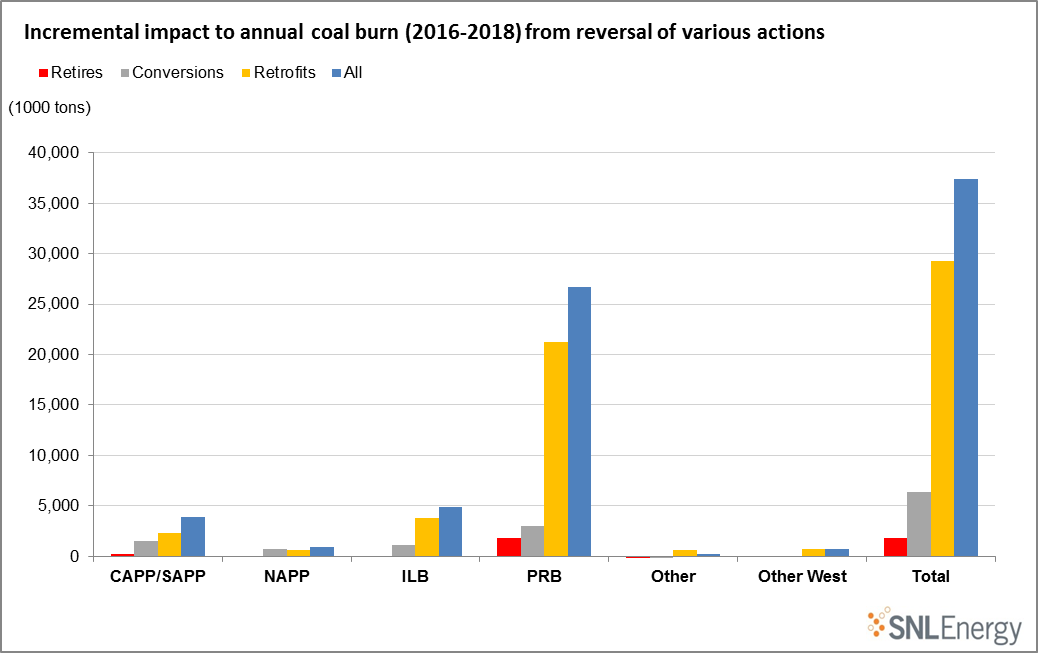 Incremental impact to annual coal burn (2016-2018) from reversal of various actions
Retires Conversions Retrofits All
(1000 tons)
40,000
35,000
30,000
25,000
20,000
15,000
10,000
5,000
0
CAPP/SAPP NAPP ILB PRB Other Other West Total
SNLEnergy